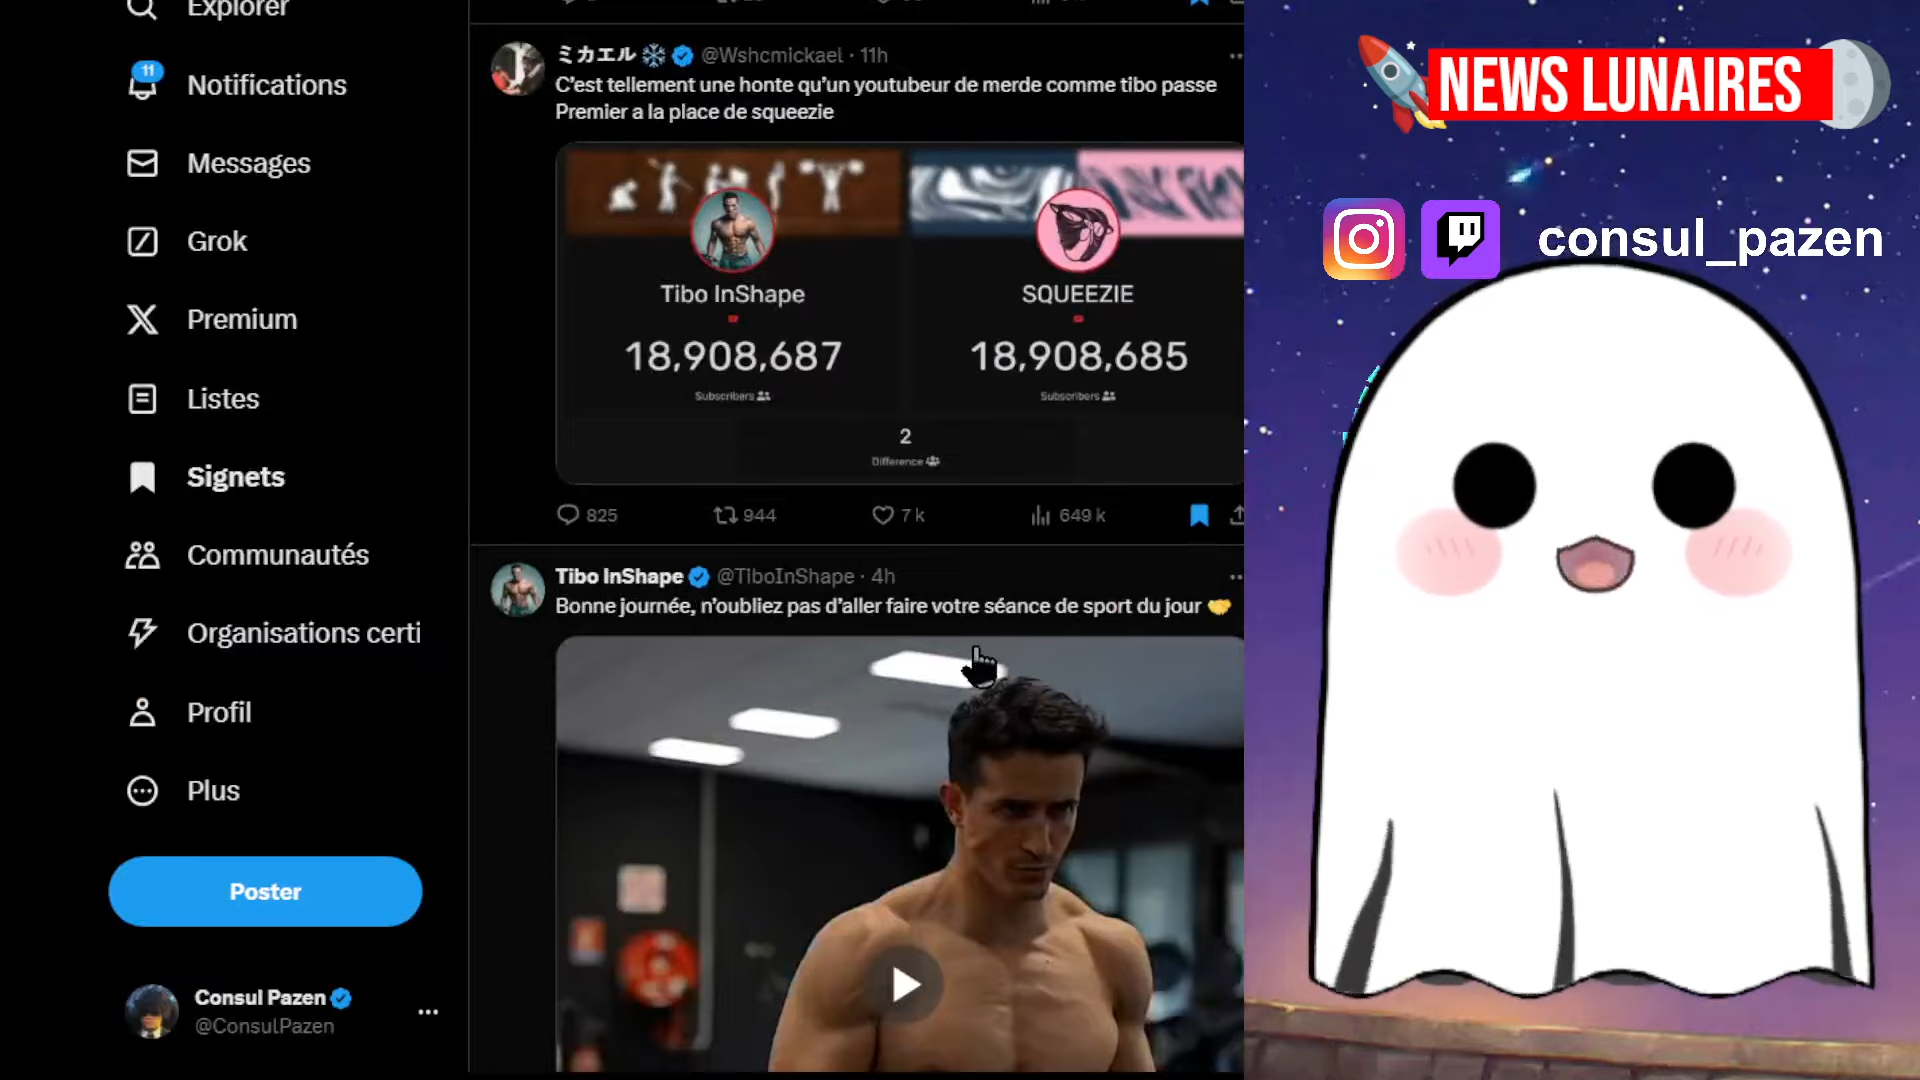 Explorer
11
Notifications
Messages
Grok
Premium
Listes
Signets
Communautés
Organisations certi
Profil
Plus
Poster
Consul Pazen
@ConsulPazen
ミカエル @Wshcmickael · 11h
C'est tellement une honte qu'un youtubeur de merde comme tibo passe
Premier a la place de squeezie
Tibo InShape
18,908,687
Subscribers
SQUEEZIE
18,908,685
Subscribers
2
Difference
825 944 7 k 649 k
Tibo InShape @TiboInShape · 4h
Bonne journée, n'oubliez pas d'aller faire votre séance de sport du jour
NEWS LUNAIRES
consul_pazen